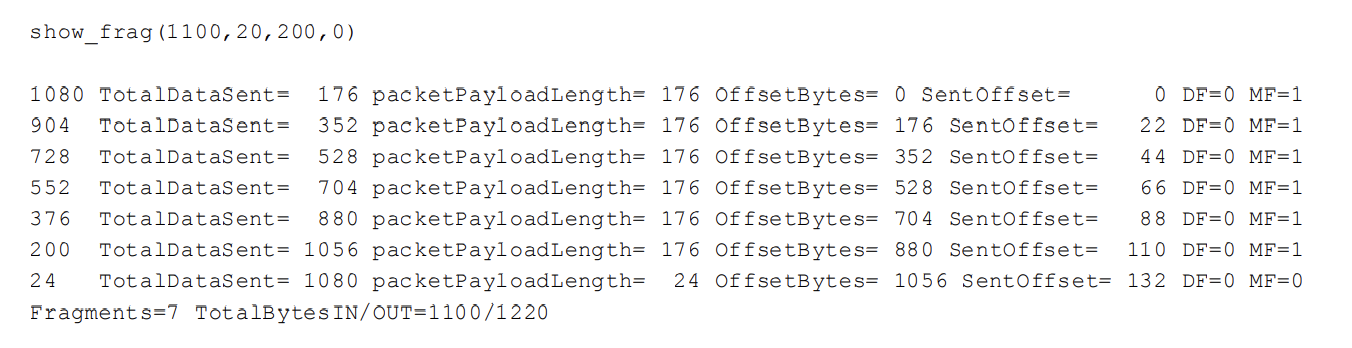 show_frag(1100,20,200,0)
1080 TotalDataSent=  176 packetPayloadLength= 176 OffsetBytes= 0 SentOffset=      0 DF=0 MF=1
904  TotalDataSent=  352 packetPayloadLength= 176 OffsetBytes= 176 SentOffset=   22 DF=0 MF=1
728  TotalDataSent=  528 packetPayloadLength= 176 OffsetBytes= 352 SentOffset=   44 DF=0 MF=1
552  TotalDataSent=  704 packetPayloadLength= 176 OffsetBytes= 528 SentOffset=   66 DF=0 MF=1
376  TotalDataSent=  880 packetPayloadLength= 176 OffsetBytes= 704 SentOffset=   88 DF=0 MF=1
200  TotalDataSent= 1056 packetPayloadLength= 176 OffsetBytes= 880 SentOffset=  110 DF=0 MF=1
24   TotalDataSent= 1080 packetPayloadLength=  24 OffsetBytes= 1056 SentOffset= 132 DF=0 MF=0
Fragments=7 TotalBytesIN/OUT=1100/1220